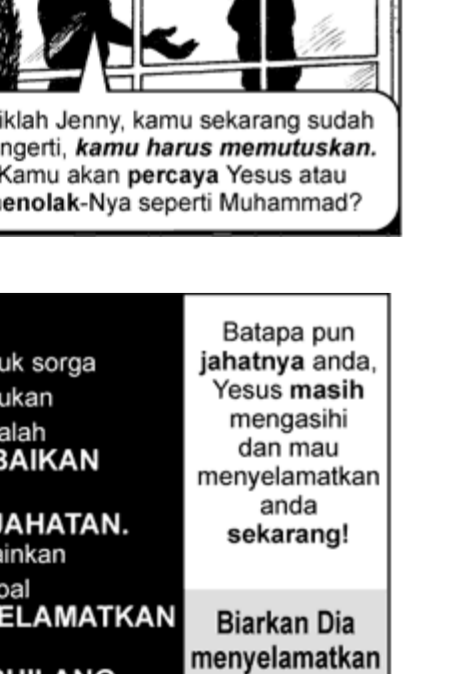 iklah Jenny, kamu sekarang sudah
ngerti, kamu harus memutuskan.
Kamu akan percaya Yesus atau
enolak-Nya seperti Muhammad?
uk sorga
ukan
alah
BAIKAN
JAHATAN.
ainkan
oal
ELAMATKAN
Batapa pun
jahatnya anda,
Yesus masih
mengasihi
dan mau
menyelamatkan
anda
sekarang!
Biarkan Dia
menyelamatkan